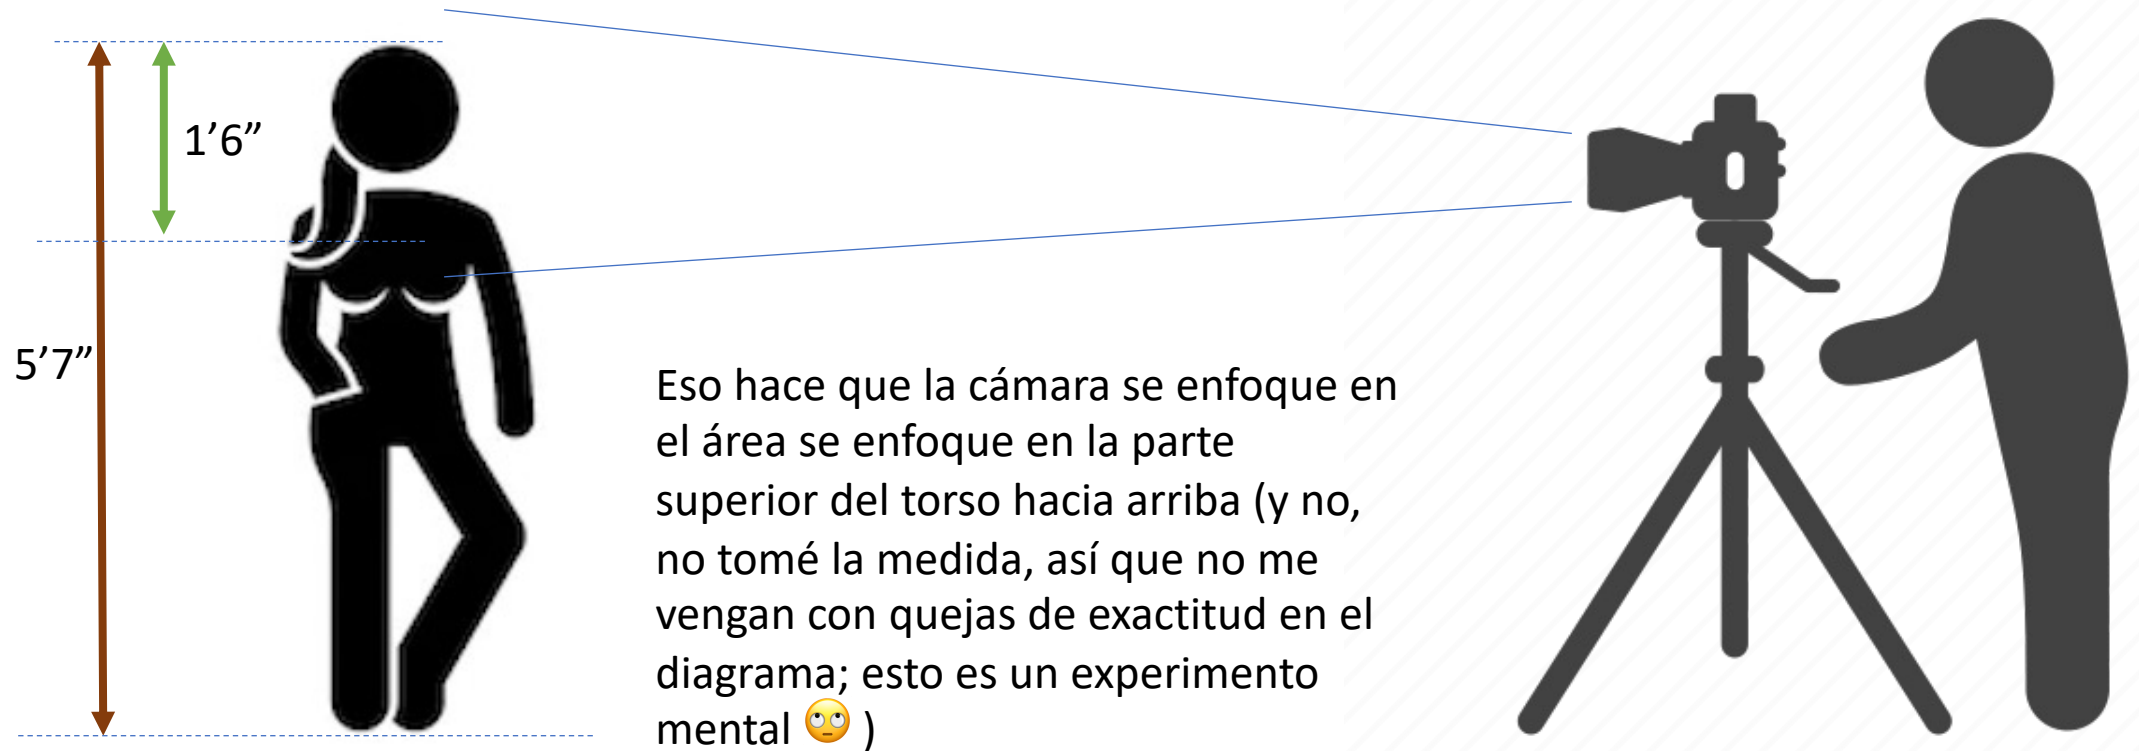 1’6”
5’7”
Eso hace que la cámara se enfoque en
el área se enfoque en la parte
superior del torso hacia arriba (y no,
no tomé la medida, así que no me
vengan con quejas de exactitud en el
diagrama; esto es un experimento
mental 🙄 )